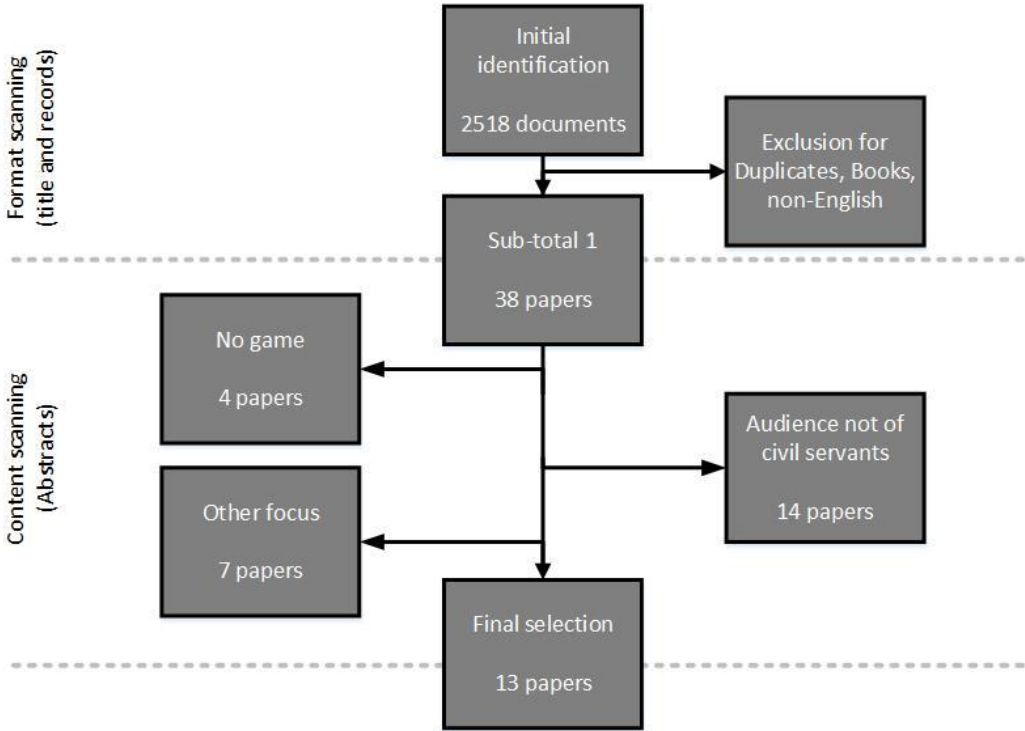 Format scanning
(title and records)
Initial
identification
2518 documents
Exclusion for
Duplicates, Books,
non-English
Sub-total 1
38 papers
Content scanning
(Abstracts)
No game
4 papers
Audience not of
civil servants
14 papers
Other focus
7 papers
Final selection
13 papers